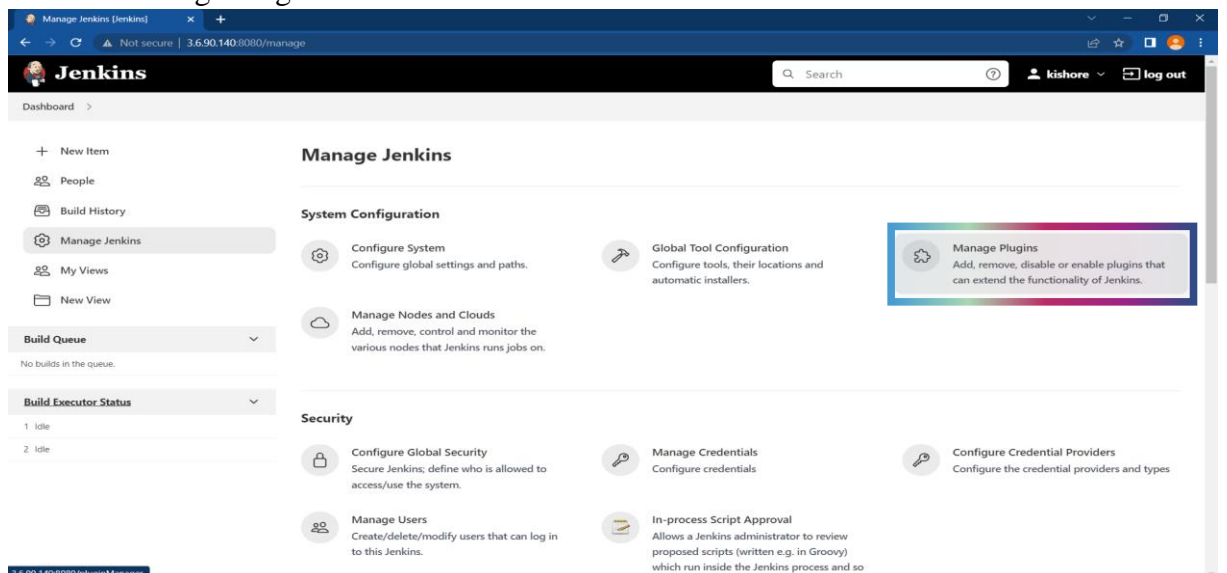 Manage Jenkins [Jenkins]
Not secure | 3.6.90.140:8080/manage
Jenkins
Search
kishore
log out
Dashboard
New Item
People
Build History
Manage Jenkins
My Views
New View
Build Queue
No builds in the queue.
Build Executor Status
1 Idle
2 Idle
Manage Jenkins
System Configuration
Configure System
Configure global settings and paths.
Global Tool Configuration
Configure tools, their locations and
automatic installers.
Manage Plugins
Add, remove, disable or enable plugins that
can extend the functionality of Jenkins.
Manage Nodes and Clouds
Add, remove, control and monitor the
various nodes that Jenkins runs jobs on.
Security
Configure Global Security
Secure Jenkins; define who is allowed to
access/use the system.
Manage Credentials
Configure credentials
Configure Credential Providers
Configure the credential providers and types
Manage Users
Create/delete/modify users that can log in
to this Jenkins.
In-process Script Approval
Allows a Jenkins administrator to review
proposed scripts (written e.g. in Groovy)
which run inside the Jenkins process and so